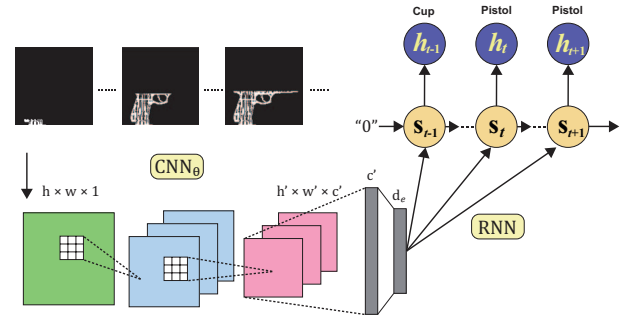 Cup Pistol Pistol
h_{t-1} h_t h_{t+1}
"0" s_{t-1} s_t s_{t+1}
CNN_θ
h × w × 1 h' × w' × c' c' d_e
RNN